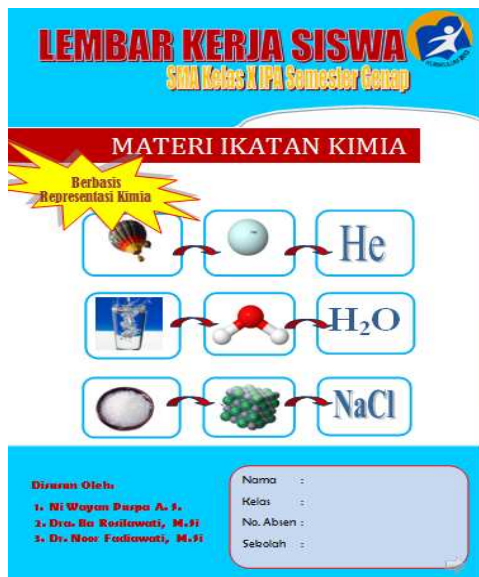 LEMBAR KERJA SISWA
SMA Kelas X IPA Semester Genap
KURIKULUM 2013
MATERI IKATAN KIMIA
Berbasis
Representasi Kimia
He
H₂O
NaCl
Disusun Oleh:
1. Ni Wayan Puspa A. S.
2. Dra. Ila Rosilawati, M.Si
3. Dr. Noor Fadiawati, M.Si
Nama :
Kelas :
No. Absen :
Sekolah :